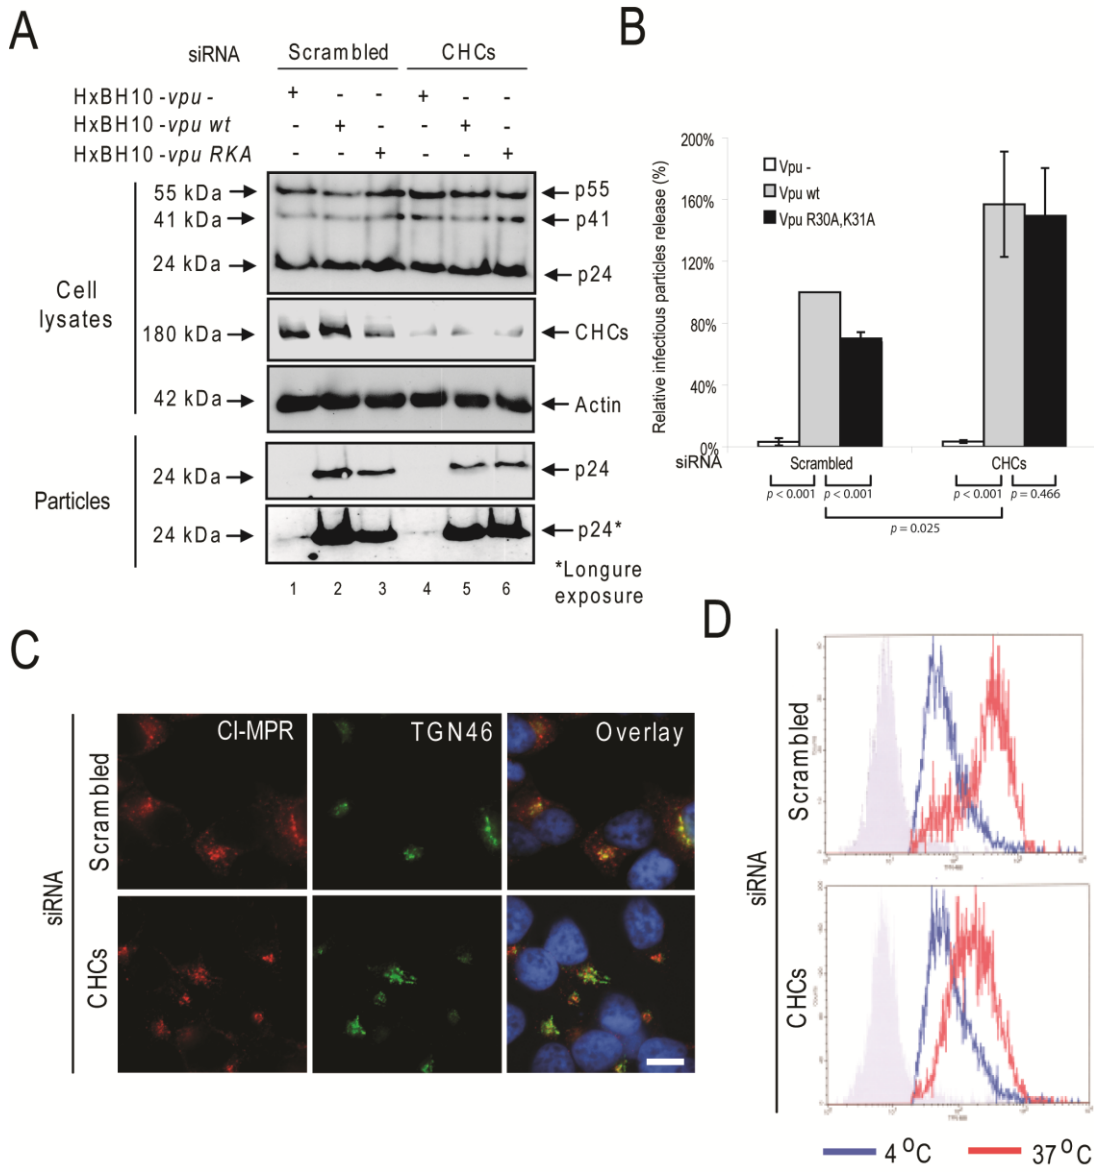 A
siRNA Scrambled CHCs
HxBH10 -vpu - + - - + - -
HxBH10 -vpu wt - + - - + -
HxBH10 -vpu RKA - - + - - +
Cell lysates
55 kDa p55
41 kDa p41
24 kDa p24
180 kDa CHCs
42 kDa Actin
Particles
24 kDa p24
24 kDa p24*
1 2 3 4 5 6
*Longure
exposure
B
Relative infectious particles release (%)
200%
160%
120%
80%
40%
0%
Vpu -
Vpu wt
Vpu R30A,K31A
siRNA Scrambled CHCs
p < 0.001 p < 0.001 p < 0.001 p = 0.466
p = 0.025
C
siRNA
CI-MPR TGN46 Overlay
Scrambled
CHCs
D
siRNA
Scrambled
CHCs
4 °C 37 °C